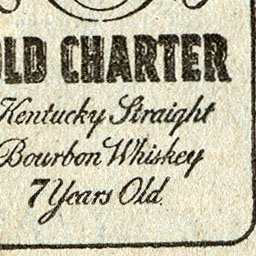 OLD CHARTER
Kentucky Straight
Bourbon Whiskey
7 Years Old.